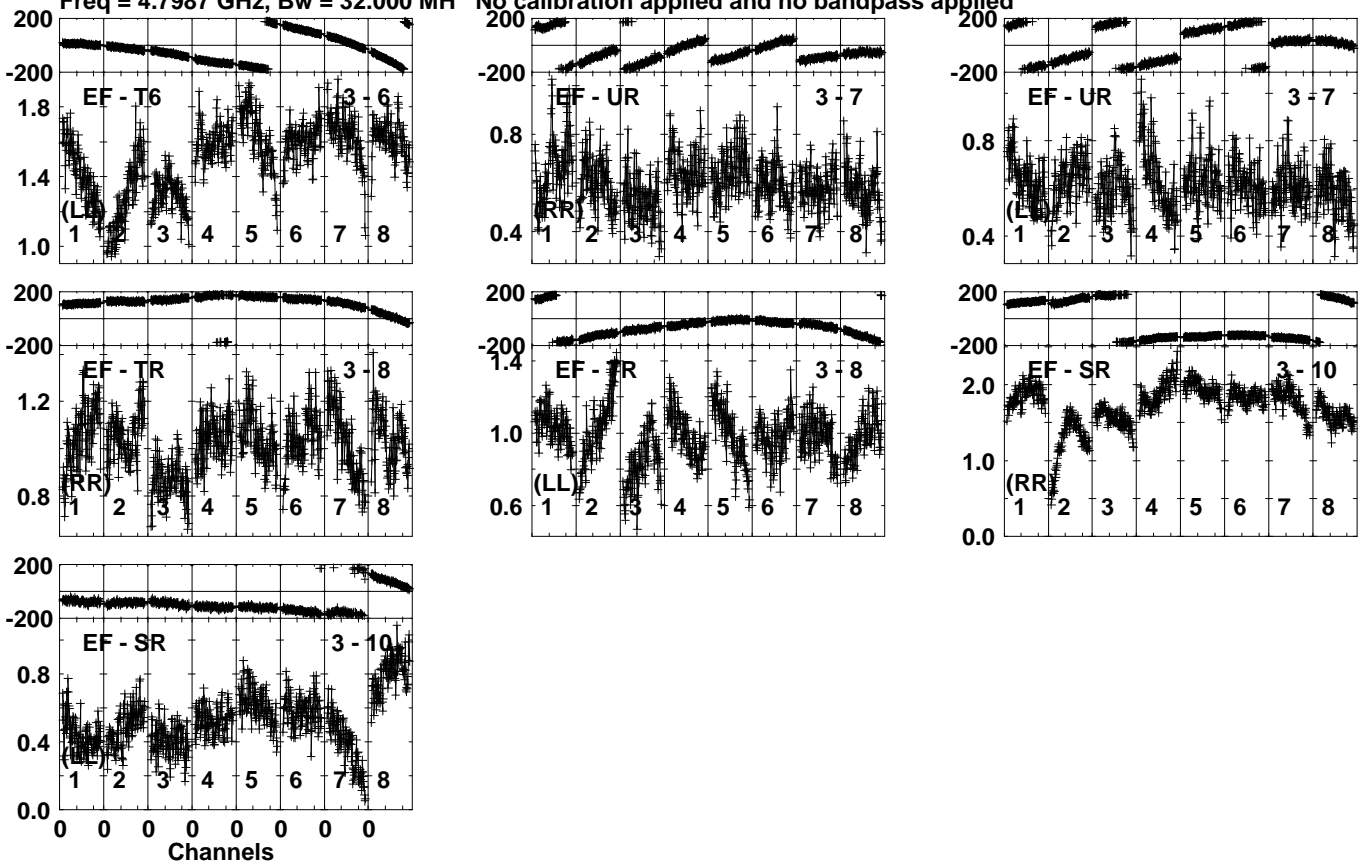 Freq = 4.7987 GHz, Bw = 32.000 MH No calibration applied and no bandpass applied
-200
EF - T6 3 - 6
1.8
1.4
1.0
(LL)
1 2 3 4 5 6 7 8
-200
EF - UR 3 - 7
0.8
0.4
(RR)
1 2 3 4 5 6 7 8
-200
EF - UR 3 - 7
0.8
0.4
(LL)
1 2 3 4 5 6 7 8
200
-200
EF - TR 3 - 8
1.2
0.8
(RR)
1 2 3 4 5 6 7 8
200
-200
EF - TR 3 - 8
1.4
1.0
0.6
(LL)
1 2 3 4 5 6 7 8
200
-200
EF - SR 3 - 10
2.0
1.0
0.0
(RR)
1 2 3 4 5 6 7 8
200
-200
EF - SR 3 - 10
0.8
0.4
0.0
(LL)
1 2 3 4 5 6 7 8
0 0 0 0 0 0 0 0
Channels